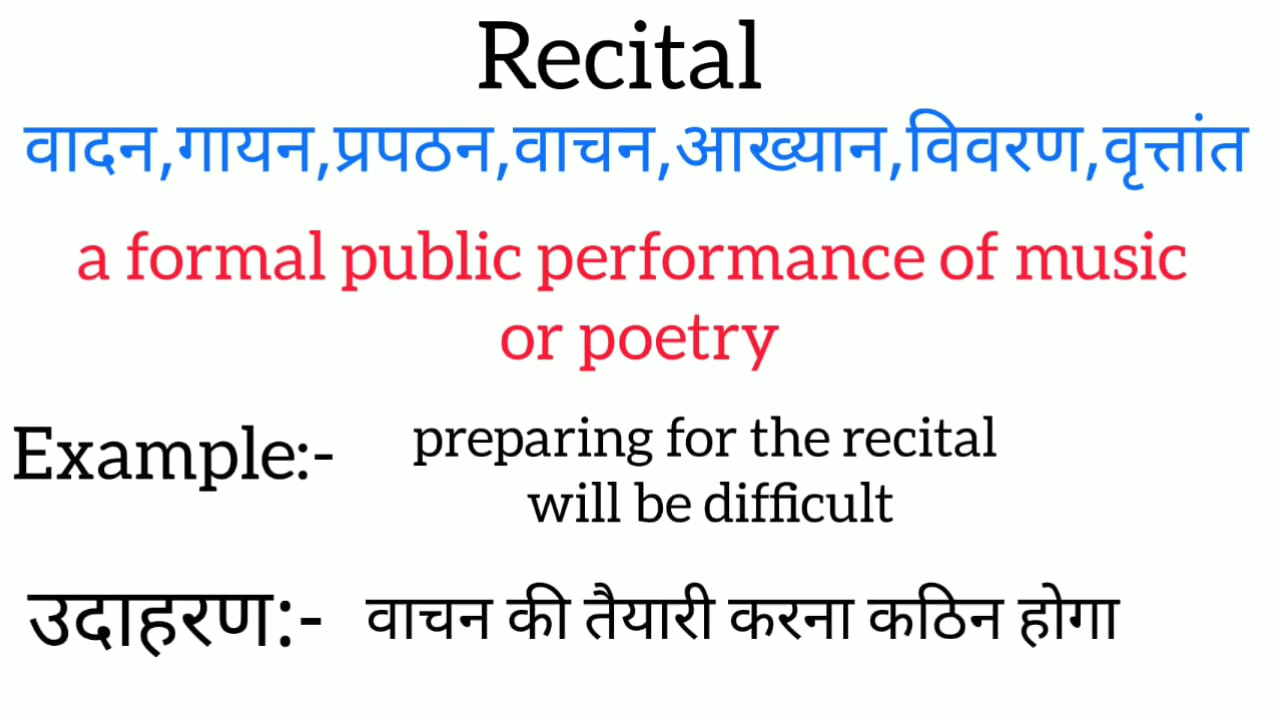 Recital
वादन,गायन,प्रपठन,वाचन,आख्यान,विवरण,वृत्तांत
a formal public performance of music
or poetry
Example:- preparing for the recital
will be difficult
उदाहरण:- वाचन की तैयारी करना कठिन होगा